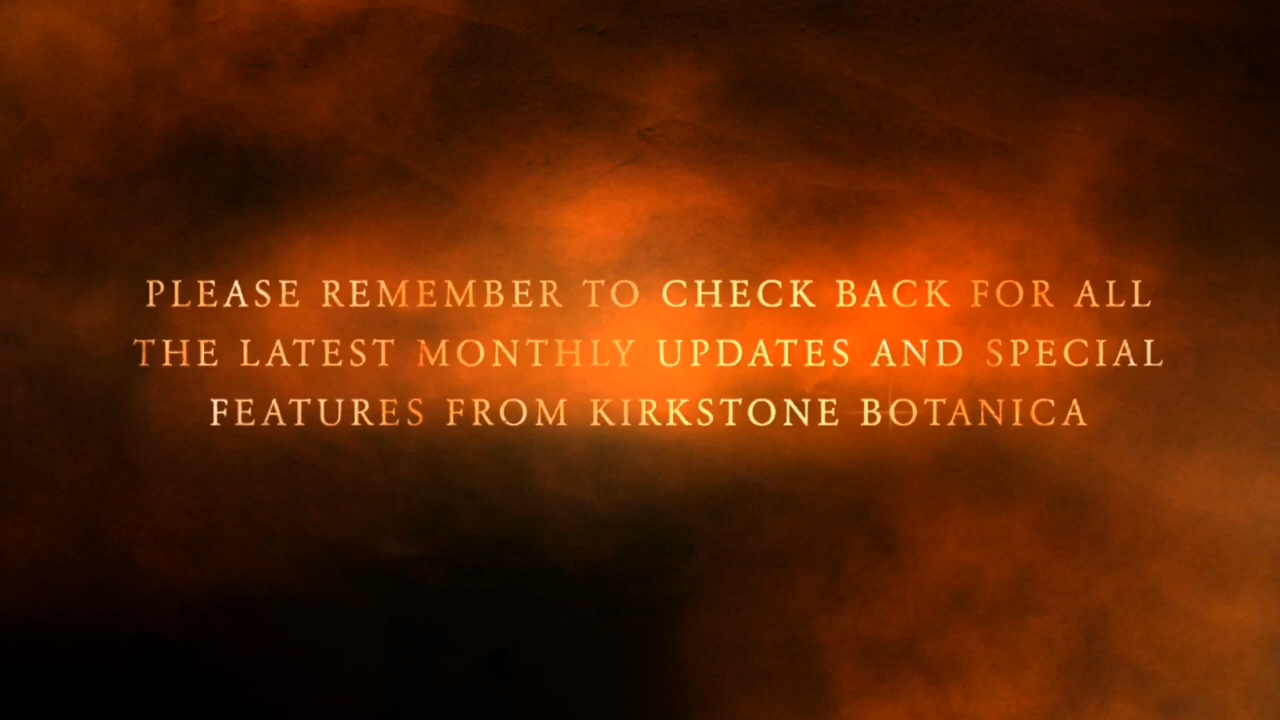 PLEASE REMEMBER TO CHECK BACK FOR ALL
THE LATEST MONTHLY UPDATES AND SPECIAL
FEATURES FROM KIRKSTONE BOTANICA